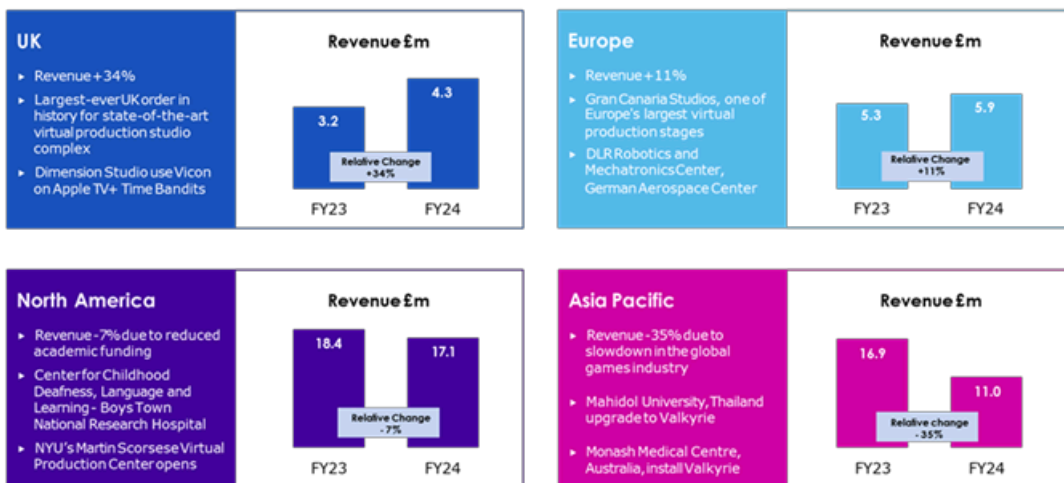 UK
▸ Revenue +34%
▸ Largest-ever UK order in
history for state-of-the-art
virtual production studio
complex
▸ Dimension Studio use Vicon
on Apple TV+ Time Bandits
Revenue £m
3.2
4.3
Relative Change
+34%
FY23
FY24
Europe
▸ Revenue +11%
▸ Gran Canaria Studios, one of
Europe's largest virtual
production stages
▸ DLR Robotics and
Mechatronics Center,
German Aerospace Center
Revenue £m
5.3
5.9
Relative Change
+11%
FY23
FY24
North America
▸ Revenue -7% due to reduced
academic funding
▸ Center for Childhood
Deafness, Language and
Learning - Boys Town
National Research Hospital
▸ NYU's Martin Scorsese Virtual
Production Center opens
Revenue £m
18.4
17.1
Relative Change
- 7%
FY23
FY24
Asia Pacific
▸ Revenue -35% due to
slowdown in the global
games industry
▸ Mahidol University, Thailand
upgrade to Valkyrie
▸ Monash Medical Centre,
Australia, install Valkyrie
Revenue £m
16.9
11.0
Relative change
- 35%
FY23
FY24